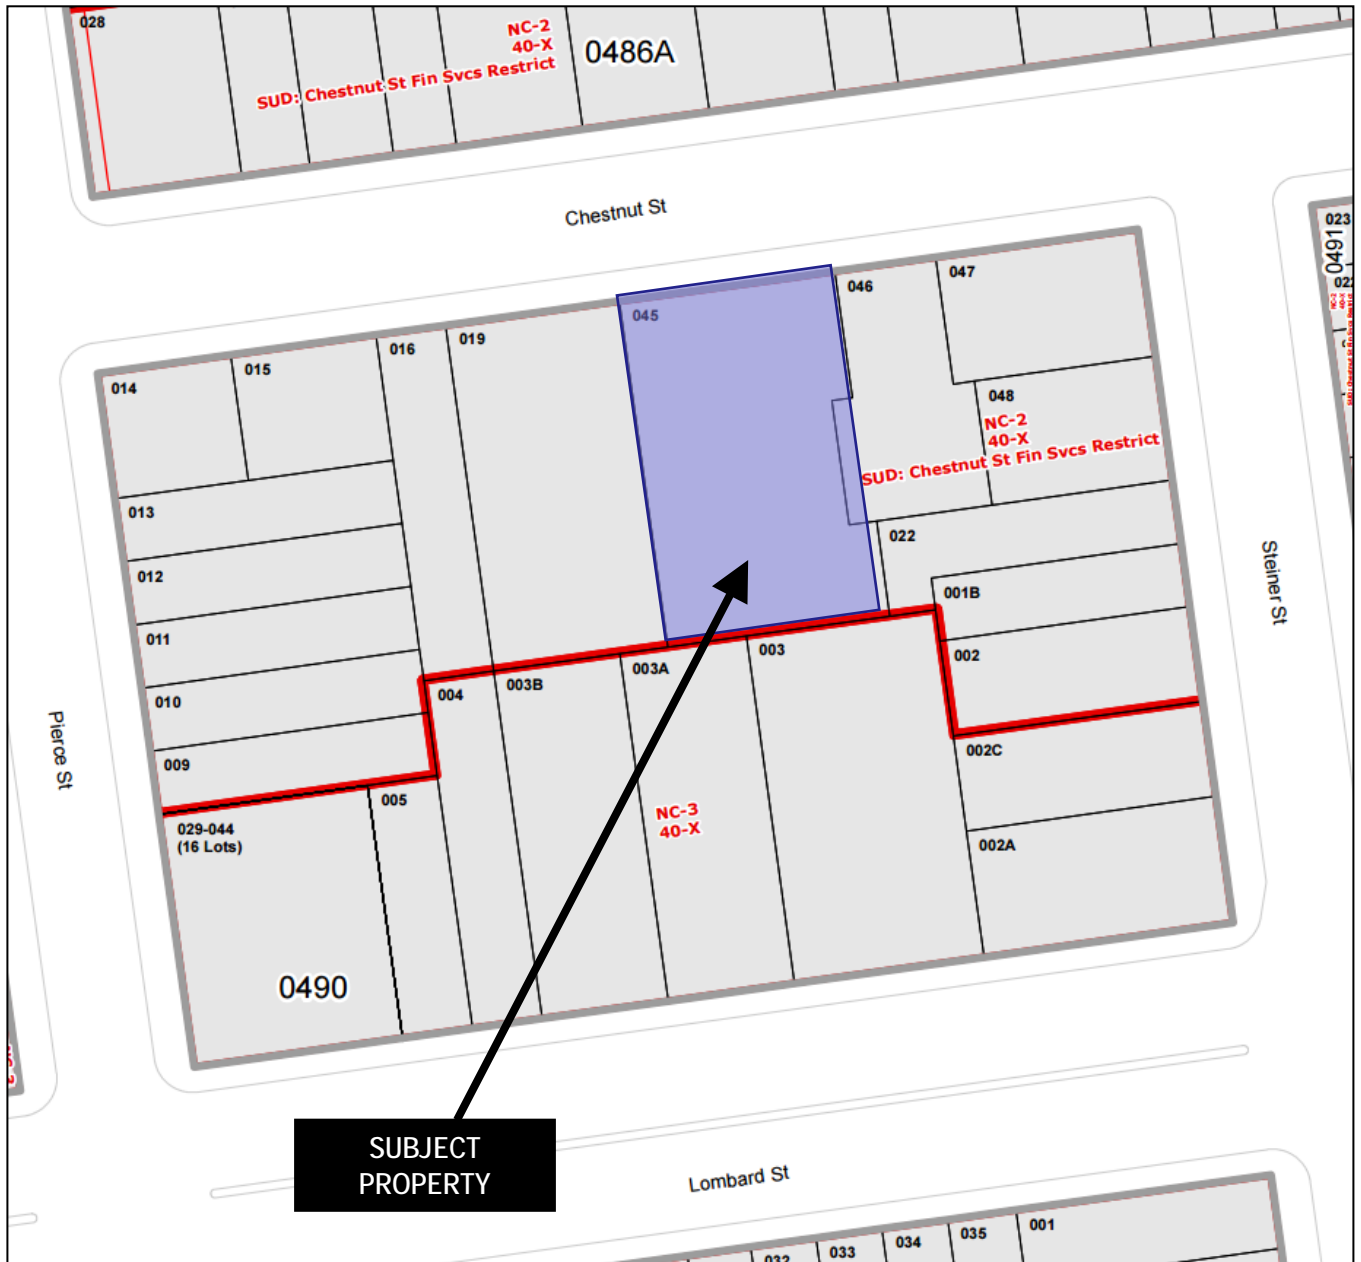 028
NC-2
40-X
SUD: Chestnut St Fin Svcs Restrict
0486A
Chestnut St
023
0491
014
015
016
019
045
046
047
048
NC-2
40-X
SUD: Chestnut St Fin Svcs Restrict
013
012
011
010
009
022
001B
002
002C
002A
004
003B
003A
003
005
029-044
(16 Lots)
NC-3
40-X
0490
Pierce St
Steiner St
SUBJECT
PROPERTY
Lombard St
032
033
034
035
001